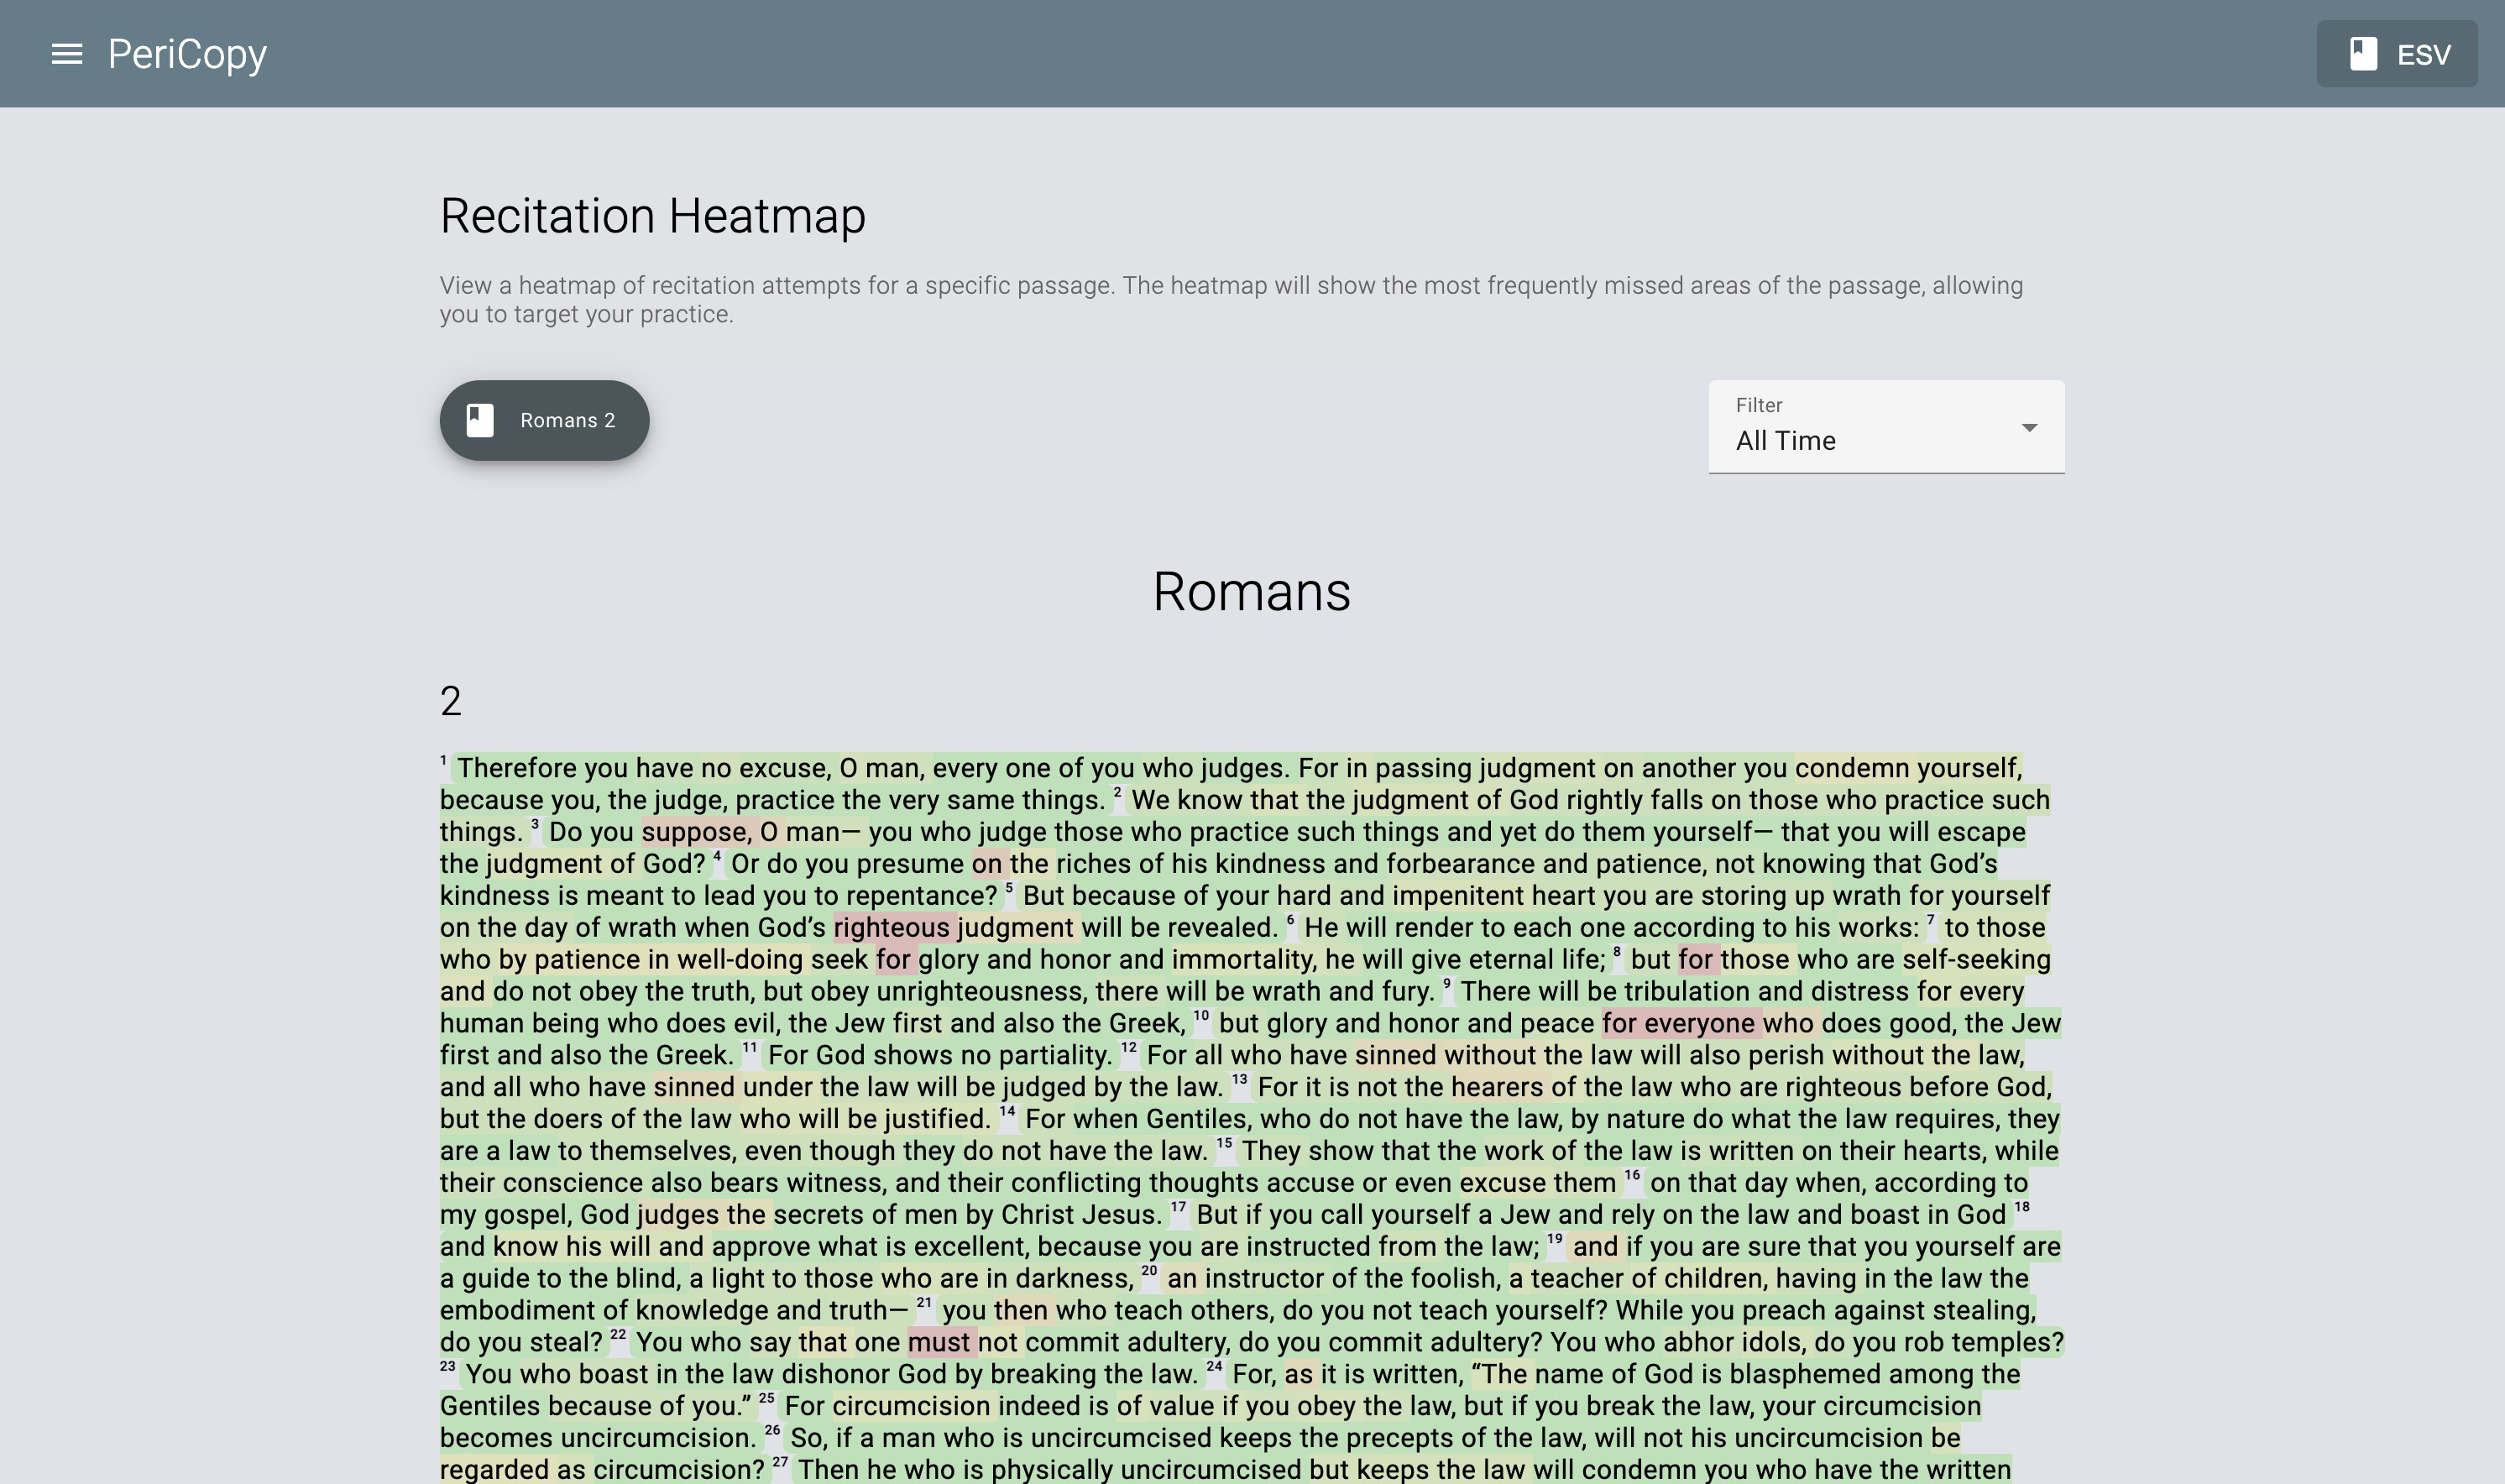 PeriCopy
ESV
Recitation Heatmap
View a heatmap of recitation attempts for a specific passage. The heatmap will show the most frequently missed areas of the passage, allowing
you to target your practice.
Romans 2
Filter
All Time
Romans
2
1 Therefore you have no excuse, O man, every one of you who judges. For in passing judgment on another you condemn yourself,
because you, the judge, practice the very same things. 2 We know that the judgment of God rightly falls on those who practice such
things. 3 Do you suppose, O man— you who judge those who practice such things and yet do them yourself— that you will escape
the judgment of God? 4 Or do you presume on the riches of his kindness and forbearance and patience, not knowing that God’s
kindness is meant to lead you to repentance? 5 But because of your hard and impenitent heart you are storing up wrath for yourself
on the day of wrath when God’s righteous judgment will be revealed. 6 He will render to each one according to his works: 7 to those
who by patience in well-doing seek for glory and honor and immortality, he will give eternal life; 8 but for those who are self-seeking
and do not obey the truth, but obey unrighteousness, there will be wrath and fury. 9 There will be tribulation and distress for every
human being who does evil, the Jew first and also the Greek, 10 but glory and honor and peace for everyone who does good, the Jew
first and also the Greek. 11 For God shows no partiality. 12 For all who have sinned without the law will also perish without the law,
and all who have sinned under the law will be judged by the law. 13 For it is not the hearers of the law who are righteous before God,
but the doers of the law who will be justified. 14 For when Gentiles, who do not have the law, by nature do what the law requires, they
are a law to themselves, even though they do not have the law. 15 They show that the work of the law is written on their hearts, while
their conscience also bears witness, and their conflicting thoughts accuse or even excuse them 16 on that day when, according to
my gospel, God judges the secrets of men by Christ Jesus. 17 But if you call yourself a Jew and rely on the law and boast in God 18
and know his will and approve what is excellent, because you are instructed from the law; 19 and if you are sure that you yourself are
a guide to the blind, a light to those who are in darkness, 20 an instructor of the foolish, a teacher of children, having in the law the
embodiment of knowledge and truth— 21 you then who teach others, do you not teach yourself? While you preach against stealing,
do you steal? 22 You who say that one must not commit adultery, do you commit adultery? You who abhor idols, do you rob temples?
23 You who boast in the law dishonor God by breaking the law. 24 For, as it is written, “The name of God is blasphemed among the
Gentiles because of you.” 25 For circumcision indeed is of value if you obey the law, but if you break the law, your circumcision
becomes uncircumcision. 26 So, if a man who is uncircumcised keeps the precepts of the law, will not his uncircumcision be
regarded as circumcision? 27 Then he who is physically uncircumcised but keeps the law will condemn you who have the written